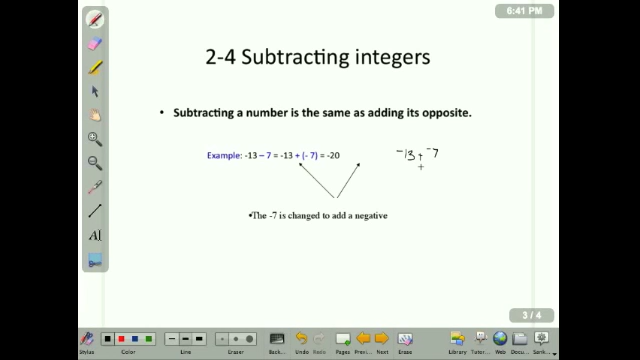 6:41 PM
2-4 Subtracting integers
• Subtracting a number is the same as adding its opposite.
Example: -13 – 7 = -13 + (- 7) = -20
-13 + -7
•The -7 is changed to add a negative
3 / 4
Stylus Color Line Eraser Back... Undo Redo Pages Previ... Next Erase Library Tutor... Web Docu... Sank...